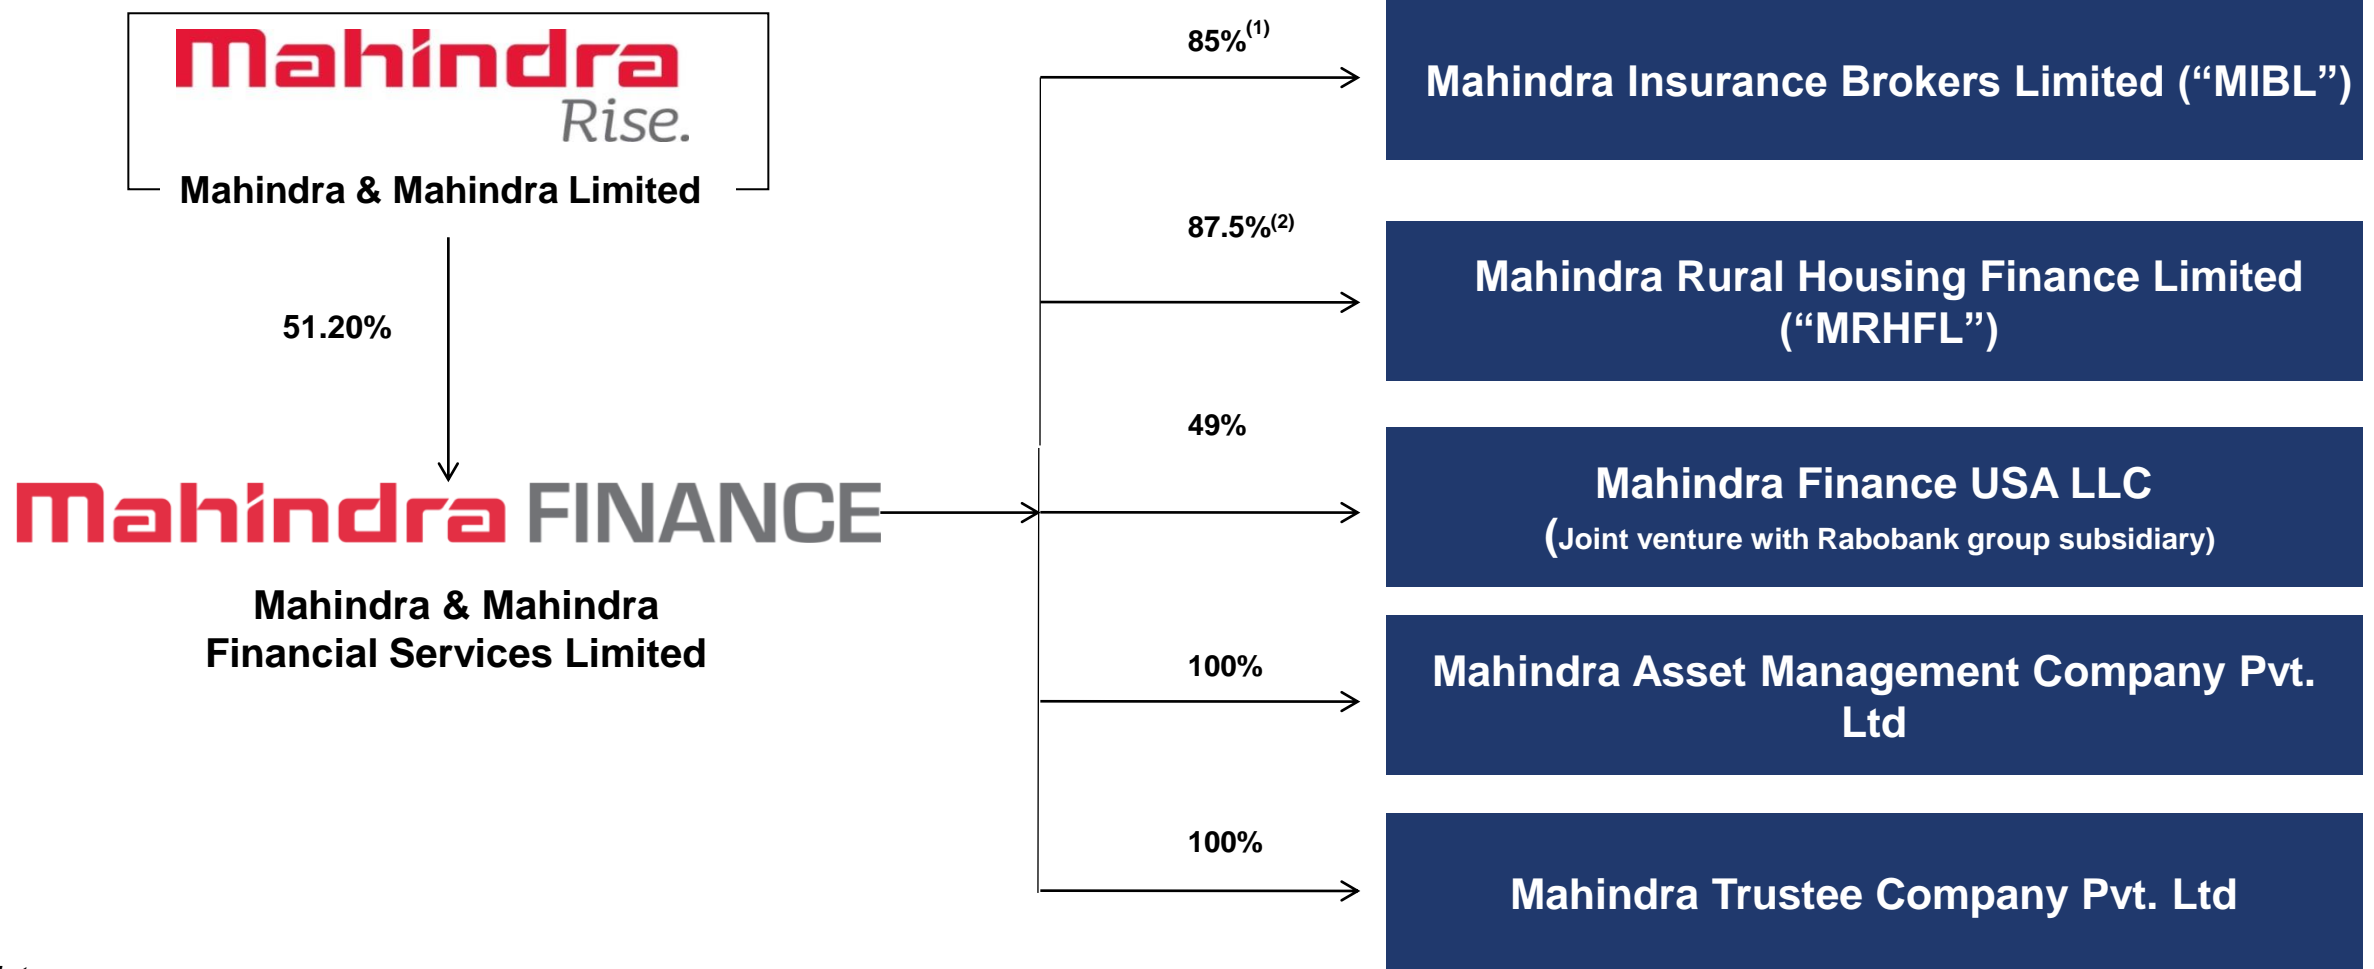 Mahindra
Rise.
Mahindra & Mahindra Limited
51.20%
Mahindra FINANCE
Mahindra & Mahindra
Financial Services Limited
85%(1)
Mahindra Insurance Brokers Limited (“MIBL”)
87.5%(2)
Mahindra Rural Housing Finance Limited
(“MRHFL”)
49%
Mahindra Finance USA LLC
(Joint venture with Rabobank group subsidiary)
100%
Mahindra Asset Management Company Pvt.
Ltd
100%
Mahindra Trustee Company Pvt. Ltd